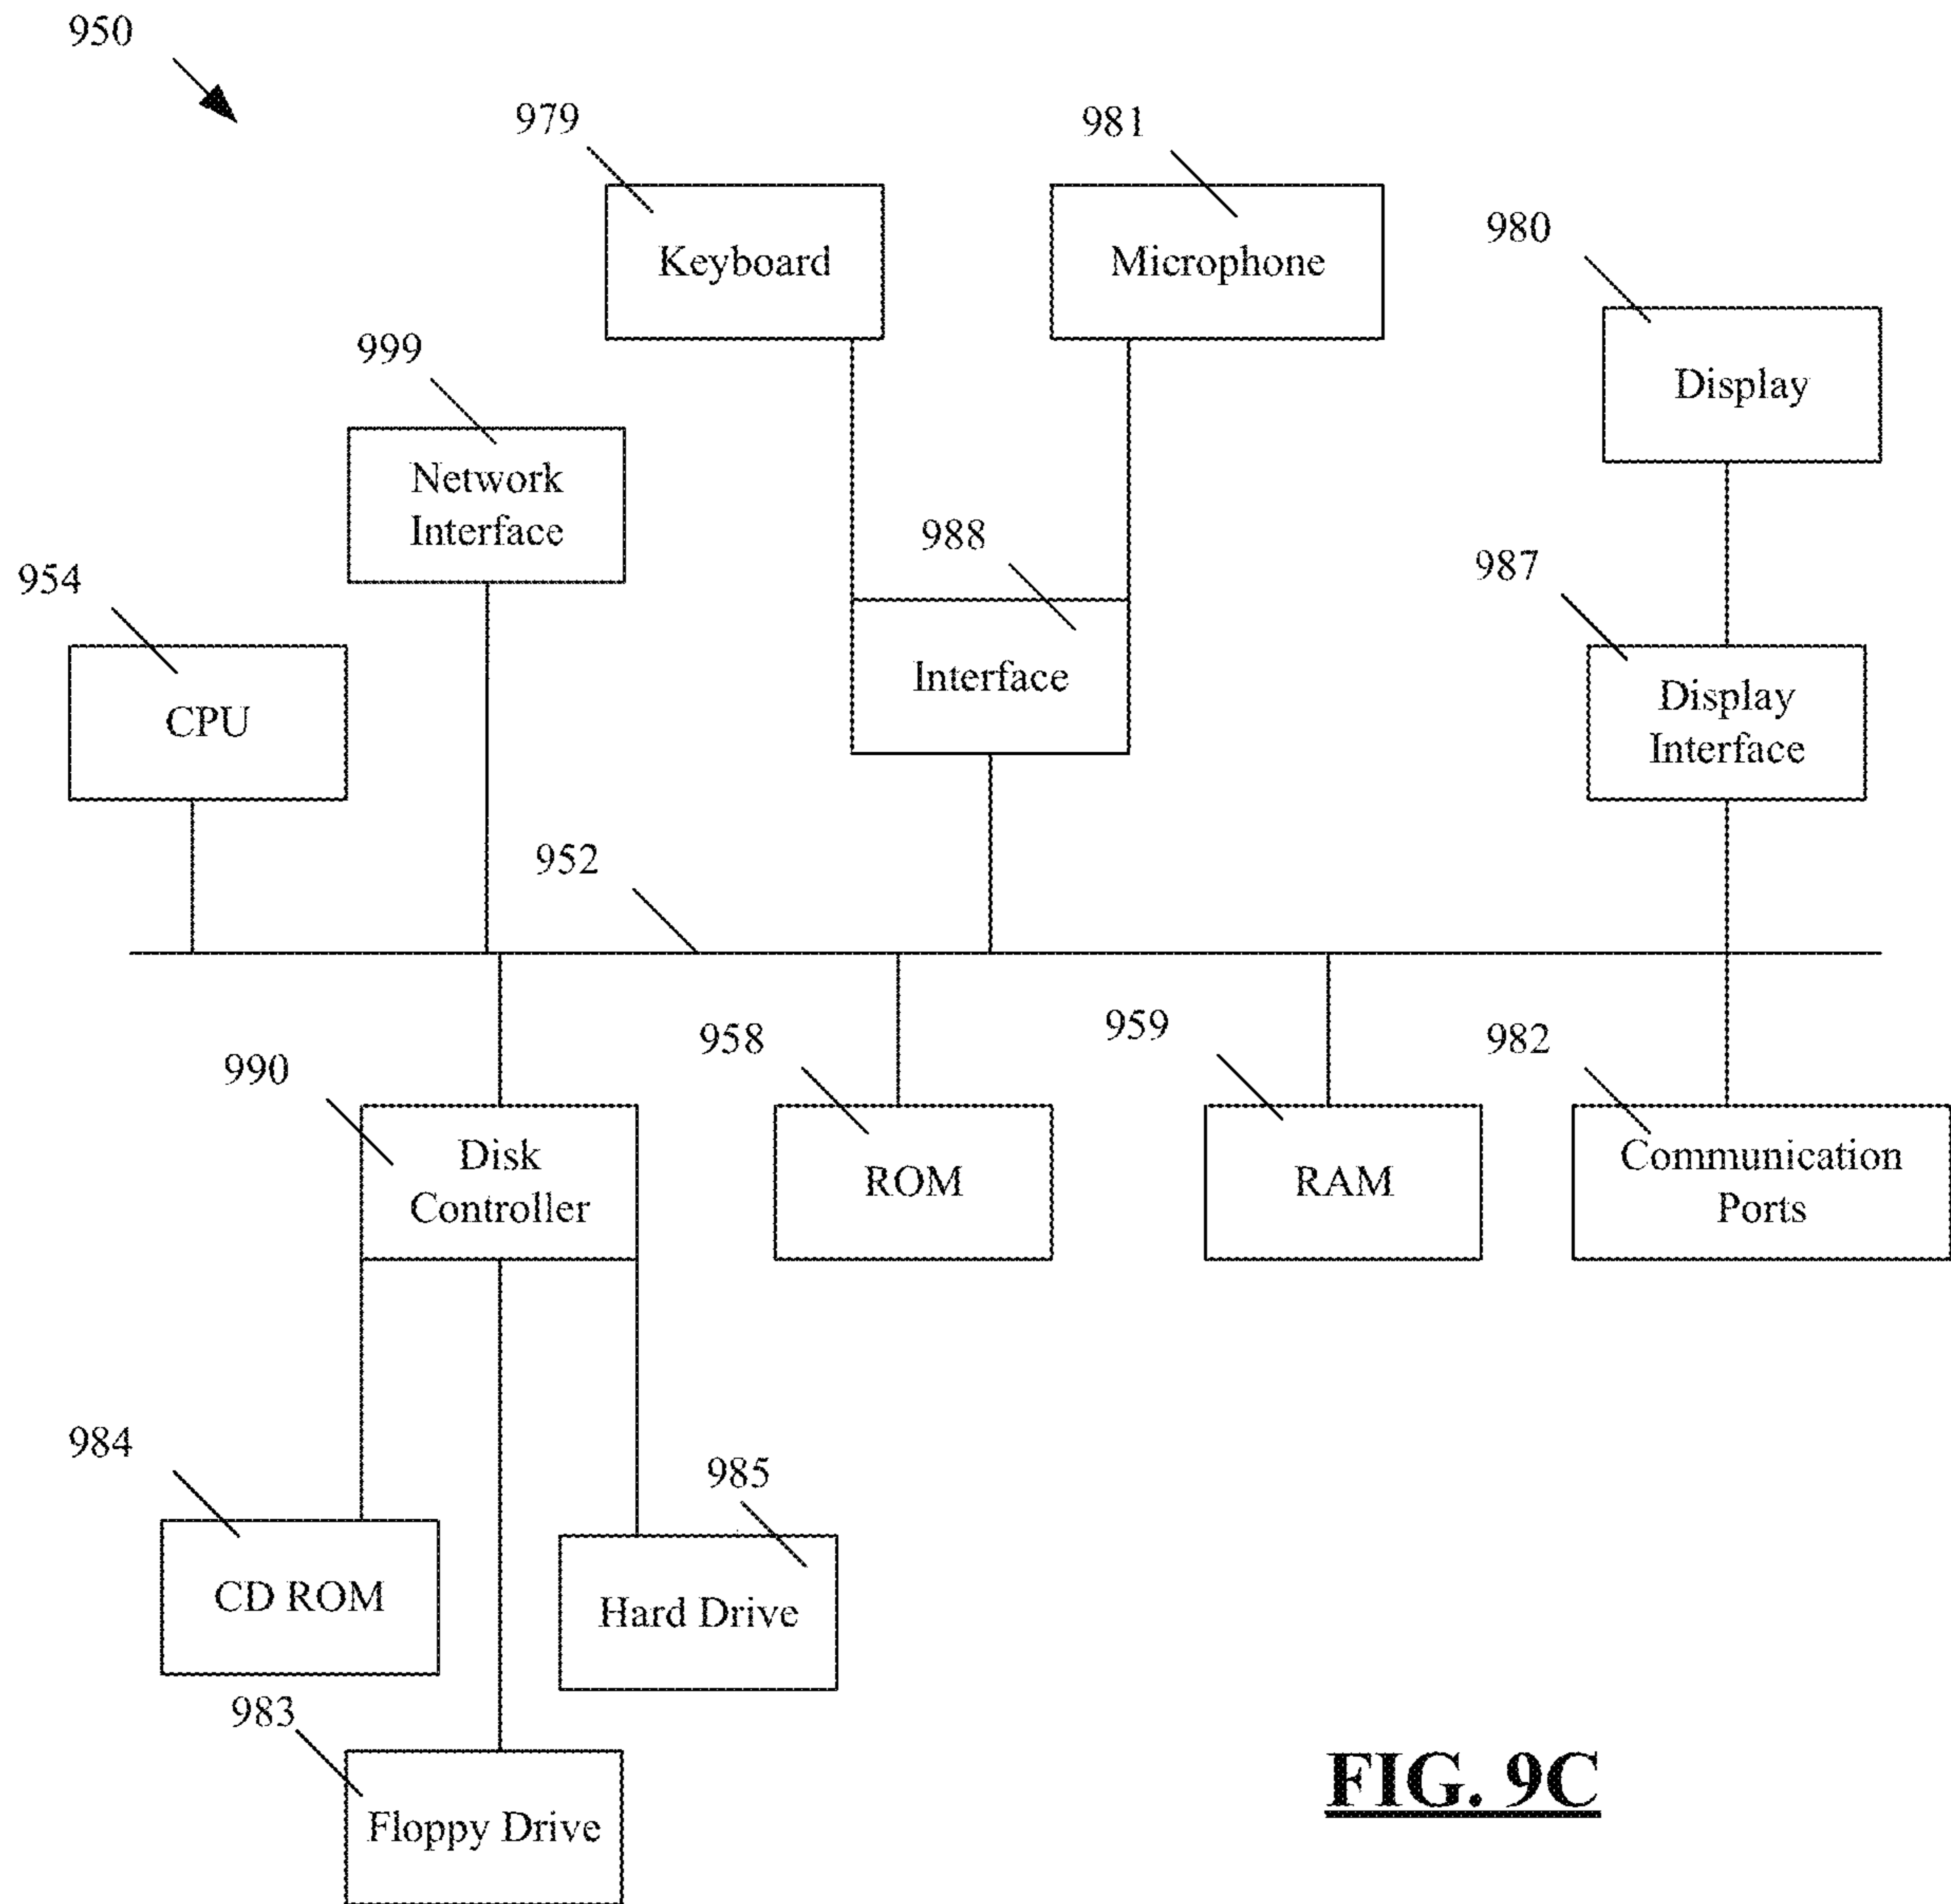 950
979
981
Keyboard
Microphone
980
Display
999
Network
Interface
988
Interface
987
Display
Interface
954
CPU
952
990
Disk
Controller
958
ROM
959
RAM
982
Communication
Ports
984
CD ROM
985
Hard Drive
983
Floppy Drive
FIG. 9C